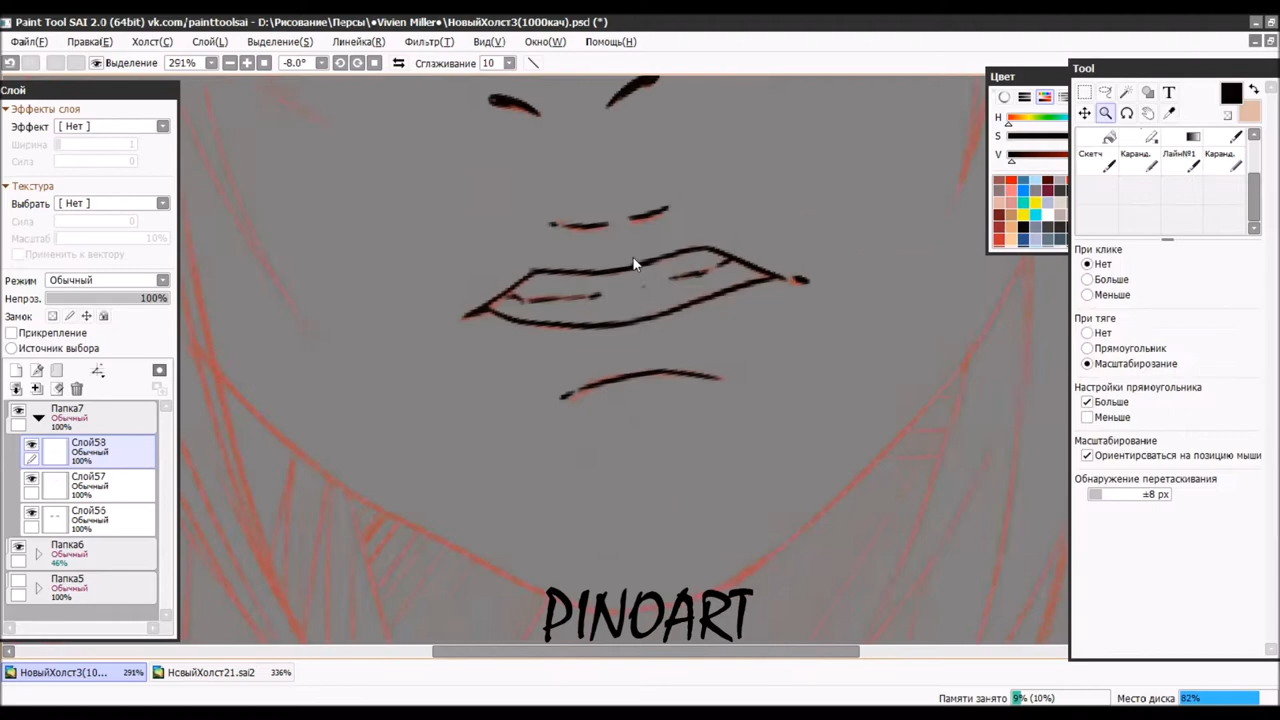 Paint Tool SAI 2.0 (64bit) vk.com/painttoolsai - D:\Рисование\Персы\●Vivien Miller●\НовыйХолст3(1000кач).psd (*)
Файл(F) Правка(E) Холст(C) Слой(L) Выделение(S) Линейка(R) Фильтр(T) Вид(V) Окно(W) Помощь(H)
Выделение 291% -8.0° Сглаживание 10
Слой
Эффекты слоя
Эффект [ Нет ]
Ширина 1
Сила 0
Текстура
Выбрать [ Нет ]
Сила 0
Масштаб 10%
Применить к вектору
Режим Обычный
Непроз. 100%
Замок
Прикрепление
Источник выбора
Папка7
Обычный
100%
Слой58
Обычный
100%
Слой57
Обычный
100%
Слой56
Обычный
100%
Папка6
Обычный
46%
Папка5
Обычный
100%
Цвет
H
S
V
Tool
T
Скетч Каранд. Лайн№1 Каранд.
При клике
Нет
Больше
Меньше
При тяге
Нет
Прямоугольник
Масштабирование
Настройки прямоугольника
Больше
Меньше
Масштабирование
Ориентироваться на позицию мыши
Обнаружение перетаскивания
±8 px
PINOART
НовыйХолст3(10... 291% НовыйХолст21.sai2 336%
Памяти занято 9% (10%) Место диска 82%